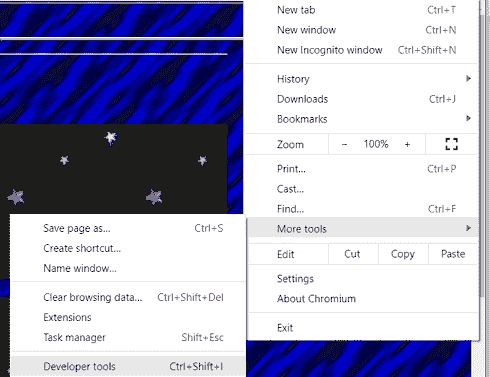 New tab Ctrl+T
New window Ctrl+N
New Incognito window Ctrl+Shift+N
History
Downloads Ctrl+J
Bookmarks
Zoom − 100% +
Print... Ctrl+P
Cast...
Find... Ctrl+F
More tools
Edit Cut Copy Paste
Settings
About Chromium
Exit
Save page as... Ctrl+S
Create shortcut...
Name window...
Clear browsing data... Ctrl+Shift+Del
Extensions
Task manager Shift+Esc
Developer tools Ctrl+Shift+I